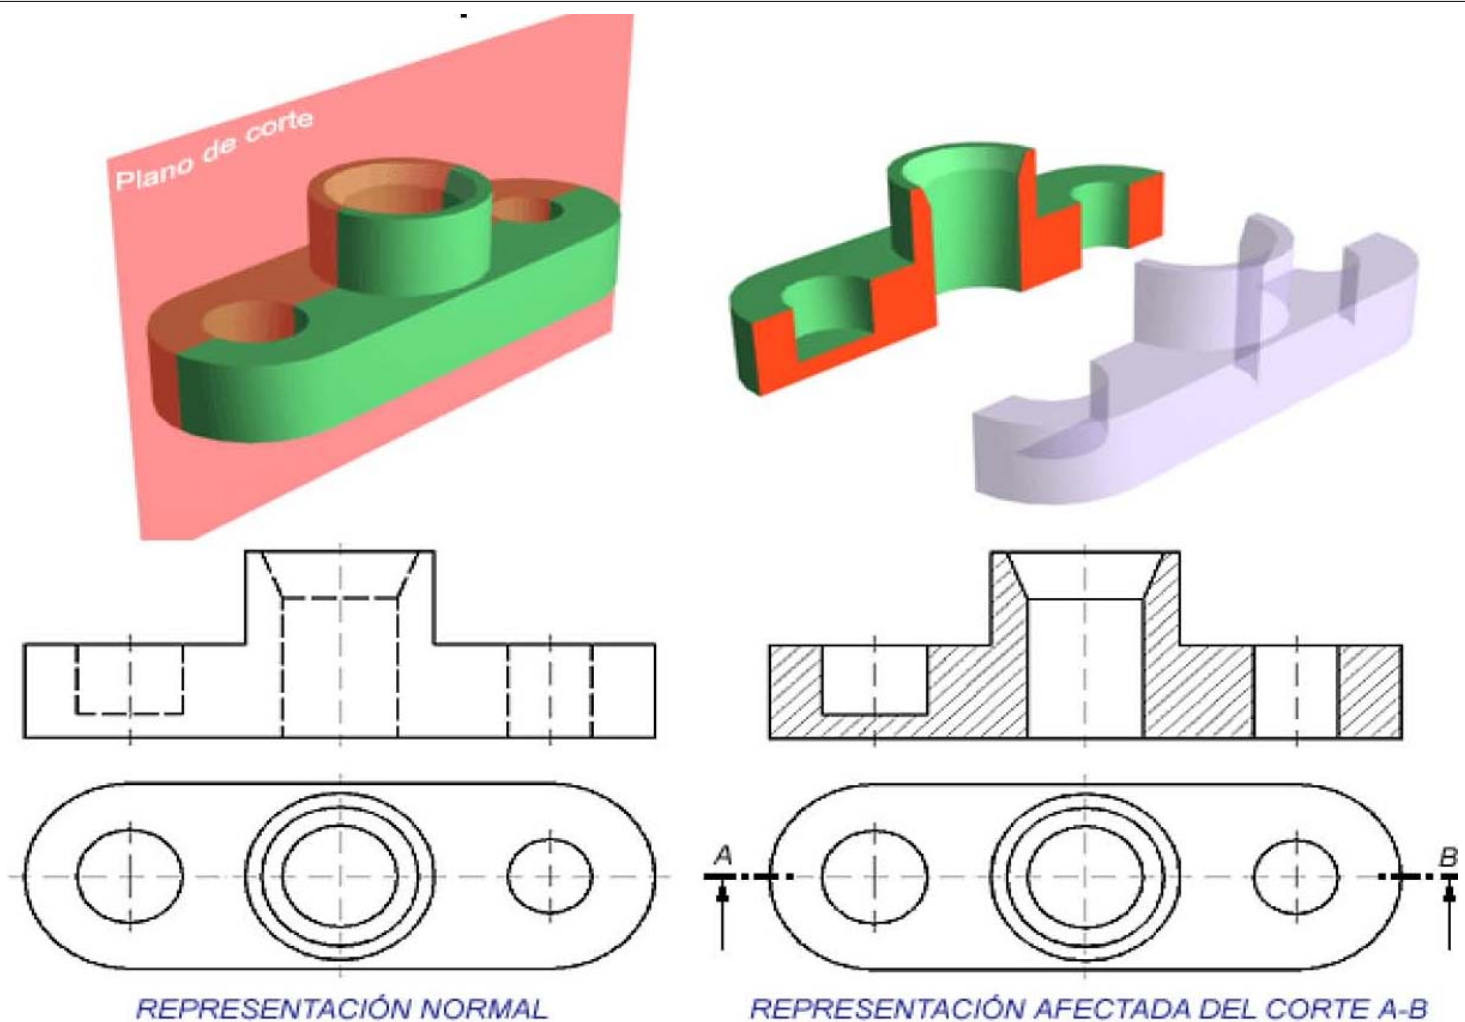 Plano de corte
A
B
REPRESENTACIÓN NORMAL
REPRESENTACIÓN AFECTADA DEL CORTE A-B